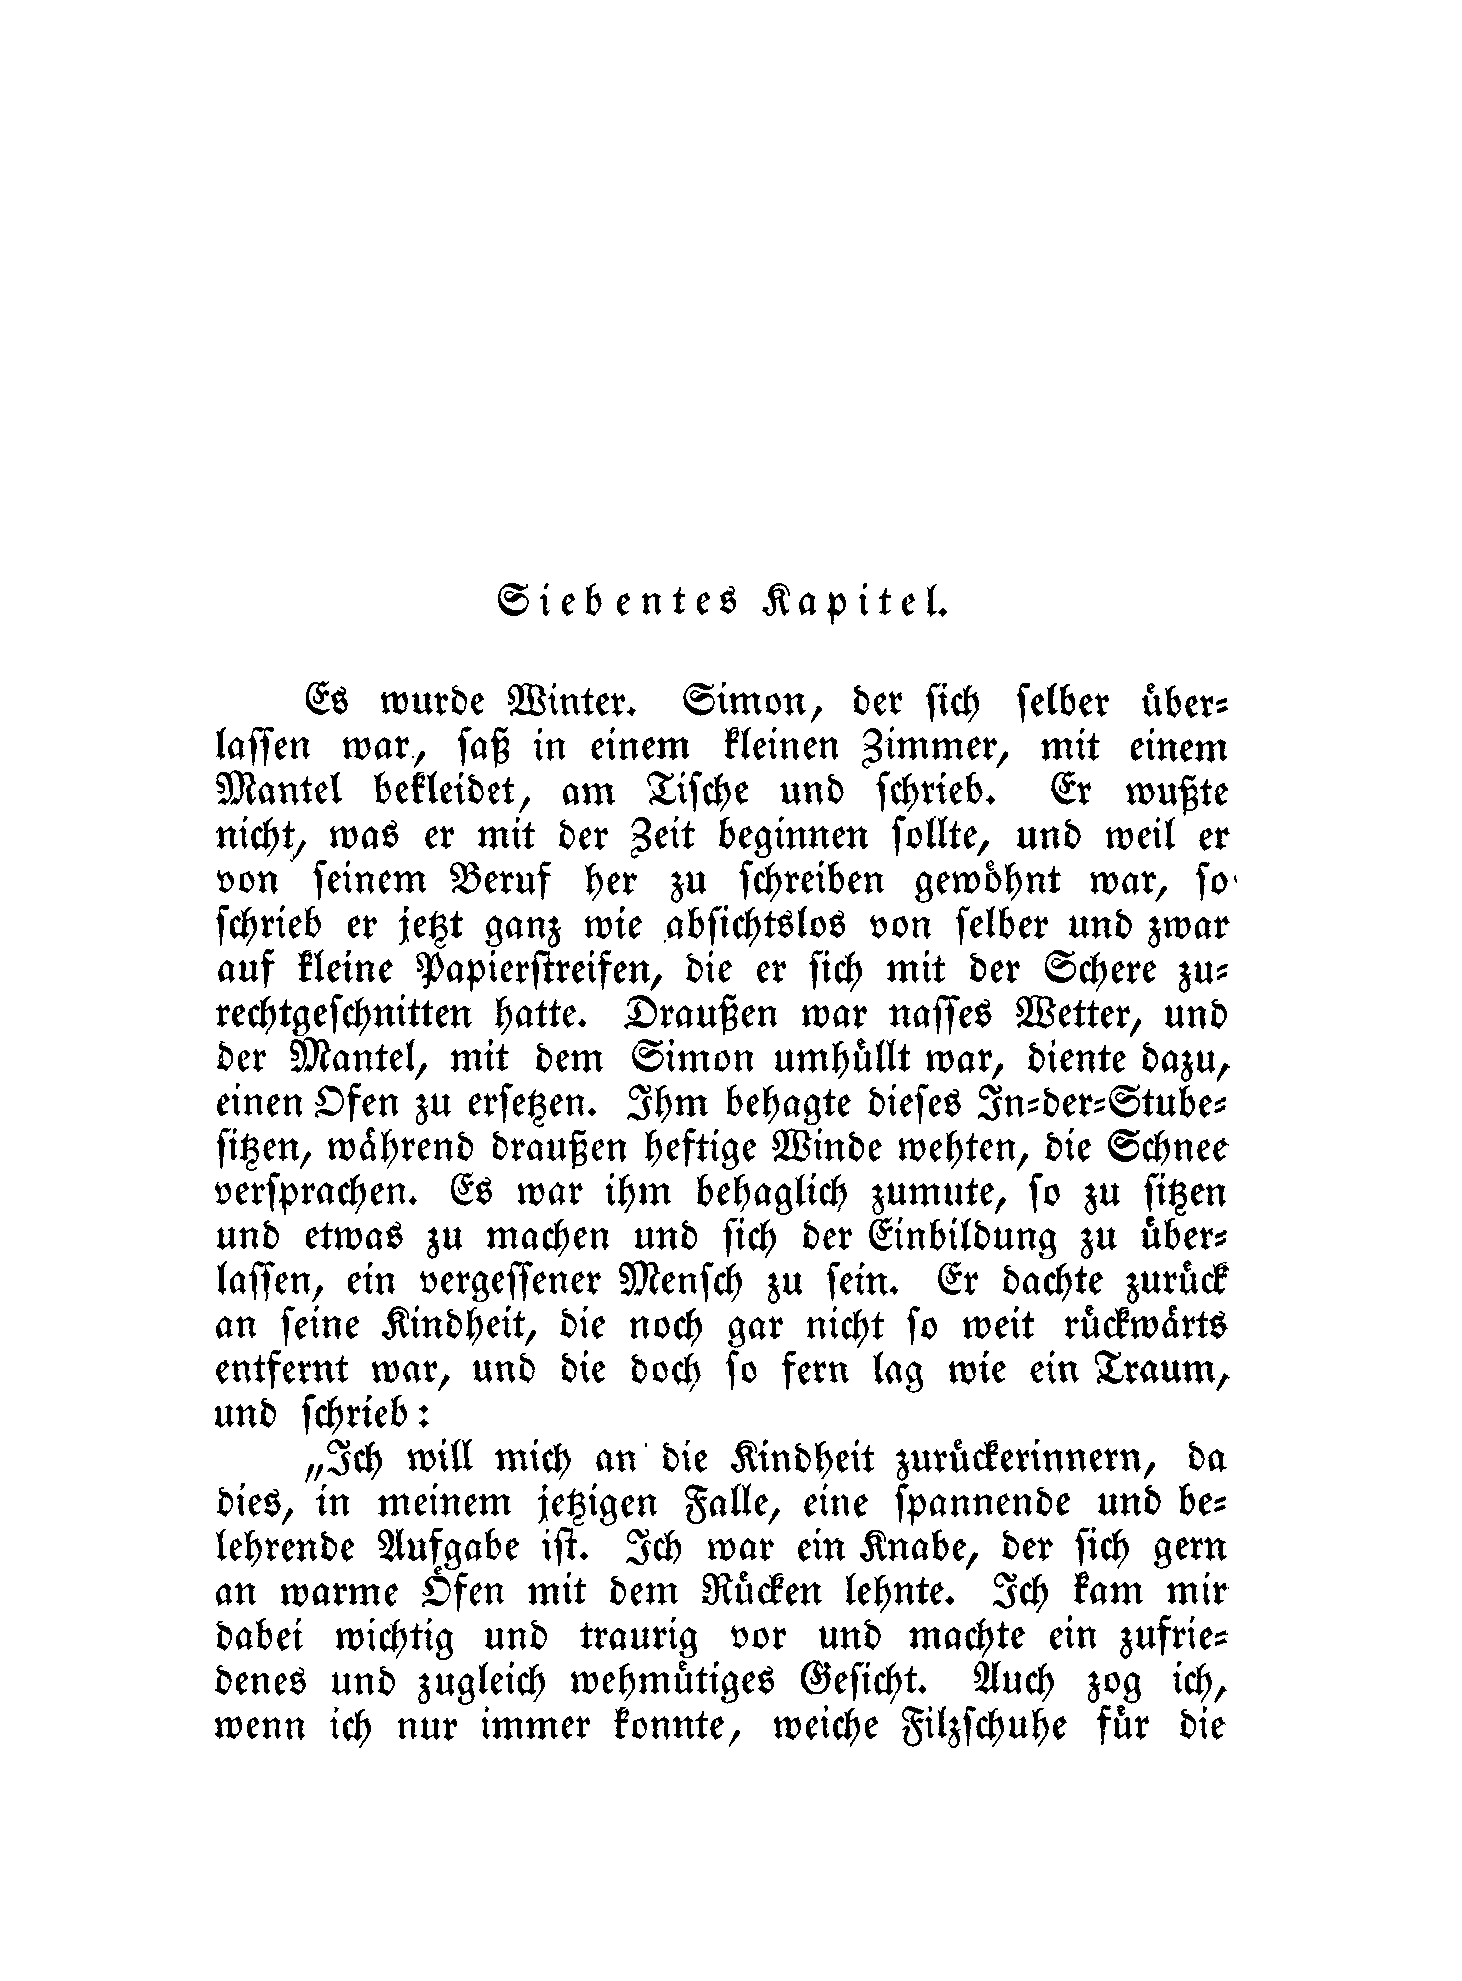 Siebentes Kapitel.
Es wurde Winter. Simon, der sich selber über-
lassen war, saß in einem kleinen Zimmer, mit einem
Mantel bekleidet, am Tische und schrieb. Er wußte
nicht, was er mit der Zeit beginnen sollte, und weil er
von seinem Beruf her zu schreiben gewöhnt war, so
schrieb er jetzt ganz wie absichtslos von selber und zwar
auf kleine Papierstreifen, die er sich mit der Schere zu-
rechtgeschnitten hatte. Draußen war nasses Wetter, und
der Mantel, mit dem Simon umhüllt war, diente dazu,
einen Ofen zu ersetzen. Ihm behagte dieses In-der-Stube-
sitzen, während draußen heftige Winde wehten, die Schnee
versprachen. Es war ihm behaglich zumute, so zu sitzen
und etwas zu machen und sich der Einbildung zu über-
lassen, ein vergessener Mensch zu sein. Er dachte zurück
an seine Kindheit, die noch gar nicht so weit rückwärts
entfernt war, und die doch so fern lag wie ein Traum,
und schrieb:
„Ich will mich an die Kindheit zurückerinnern, da
dies, in meinem jetzigen Falle, eine spannende und be-
lehrende Aufgabe ist. Ich war ein Knabe, der sich gern
an warme Öfen mit dem Rücken lehnte. Ich kam mir
dabei wichtig und traurig vor und machte ein zufrie-
denes und zugleich wehmütiges Gesicht. Auch zog ich,
wenn ich nur immer konnte, weiche Filzschuhe für die